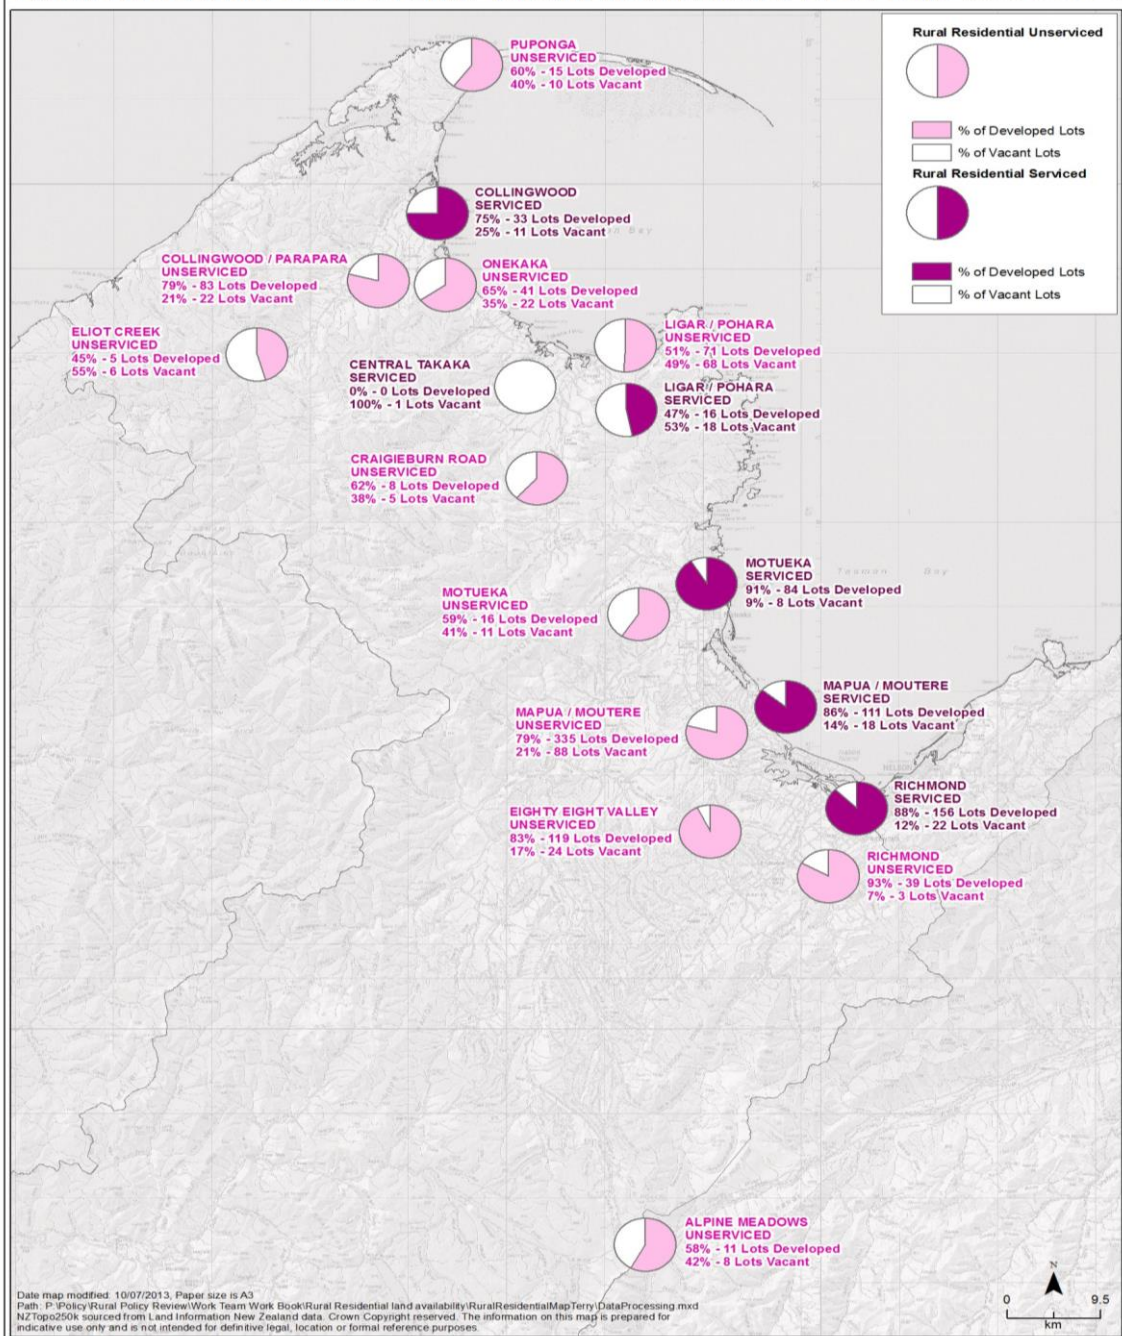 Rural Residential Unserviced
% of Developed Lots
% of Vacant Lots
Rural Residential Serviced
% of Developed Lots
% of Vacant Lots
PUPONGA
UNSERVICED
60% - 15 Lots Developed
40% - 10 Lots Vacant
COLLINGWOOD
SERVICED
75% - 33 Lots Developed
25% - 11 Lots Vacant
COLLINGWOOD / PARAPARA
UNSERVICED
79% - 83 Lots Developed
21% - 22 Lots Vacant
ONEKAKA
UNSERVICED
65% - 41 Lots Developed
35% - 22 Lots Vacant
ELIOT CREEK
UNSERVICED
45% - 5 Lots Developed
55% - 6 Lots Vacant
LIGAR / POHARA
UNSERVICED
51% - 71 Lots Developed
49% - 68 Lots Vacant
CENTRAL TAKAKA
SERVICED
0% - 0 Lots Developed
100% - 1 Lots Vacant
LIGAR / POHARA
SERVICED
47% - 16 Lots Developed
53% - 18 Lots Vacant
CRAIGIEBURN ROAD
UNSERVICED
62% - 8 Lots Developed
38% - 5 Lots Vacant
Tasman Bay
MOTUEKA
SERVICED
91% - 84 Lots Developed
9% - 8 Lots Vacant
MOTUEKA
UNSERVICED
59% - 16 Lots Developed
41% - 11 Lots Vacant
MAPUA / MOUTERE
SERVICED
86% - 111 Lots Developed
14% - 18 Lots Vacant
MAPUA / MOUTERE
UNSERVICED
79% - 335 Lots Developed
21% - 88 Lots Vacant
NELSON
RICHMOND
SERVICED
88% - 156 Lots Developed
12% - 22 Lots Vacant
EIGHTY EIGHT VALLEY
UNSERVICED
83% - 119 Lots Developed
17% - 24 Lots Vacant
RICHMOND
UNSERVICED
93% - 39 Lots Developed
7% - 3 Lots Vacant
ALPINE MEADOWS
UNSERVICED
58% - 11 Lots Developed
42% - 8 Lots Vacant
N
0 9.5
km
Date map modified: 10/07/2013, Paper size is A3
Path: P:\Policy\Rural Policy Review\Work Team Work Book\Rural Residential land availability\RuralResidentialMapTerry\DataProcessing.mxd
NZTopo250k sourced from Land Information New Zealand data. Crown Copyright reserved. The information on this map is prepared for
indicative use only and is not intended for definitive legal, location or formal reference purposes.